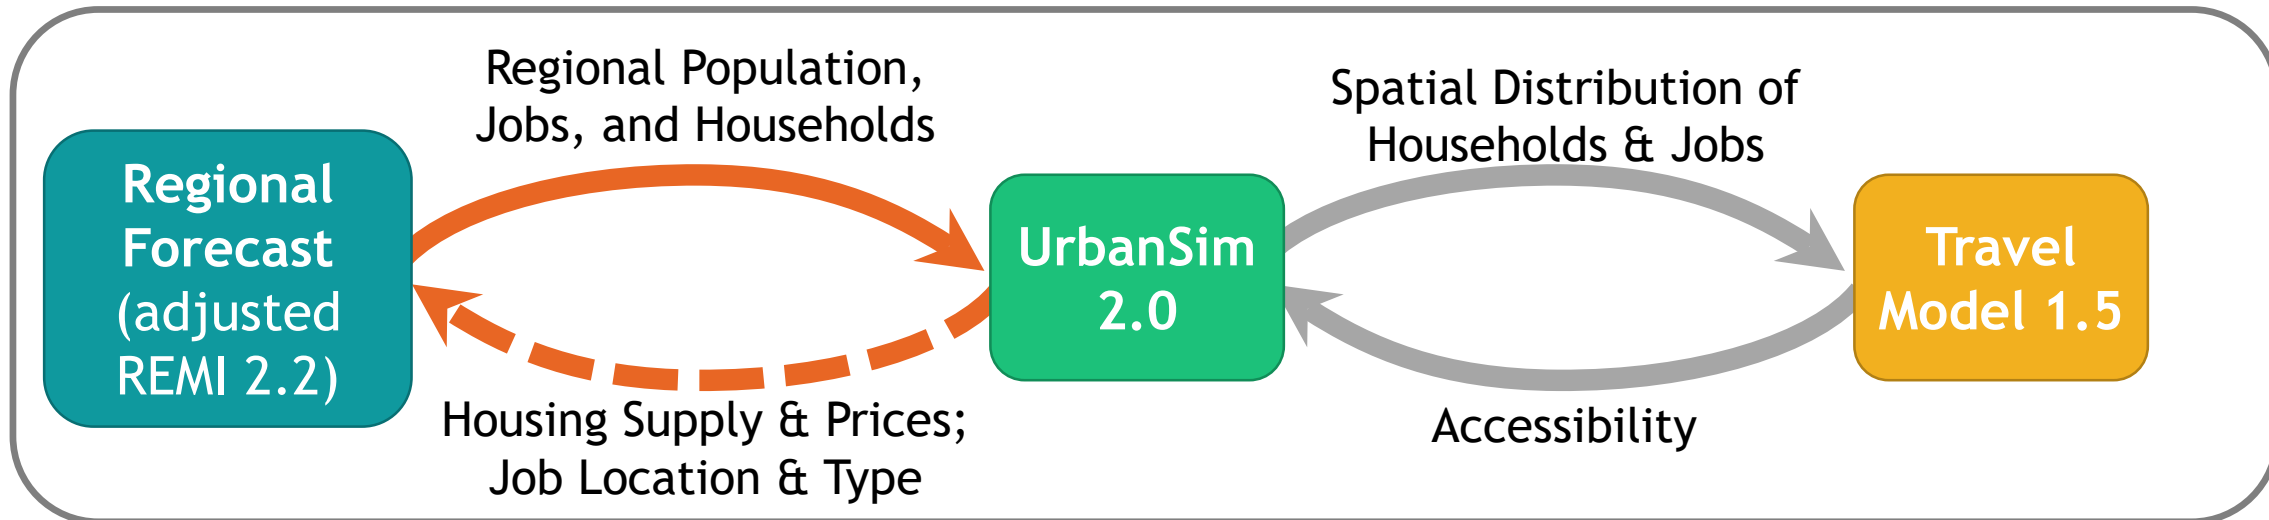 Regional Population,
Jobs, and Households
Spatial Distribution of
Households & Jobs
Regional
Forecast
(adjusted
REMI 2.2)
UrbanSim
2.0
Travel
Model 1.5
Housing Supply & Prices;
Job Location & Type
Accessibility